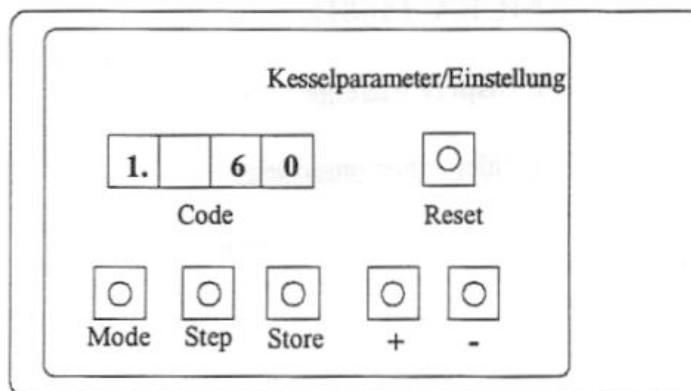 Kesselparameter/Einstellung
1. 6 0
Code Reset
Mode Step Store + -